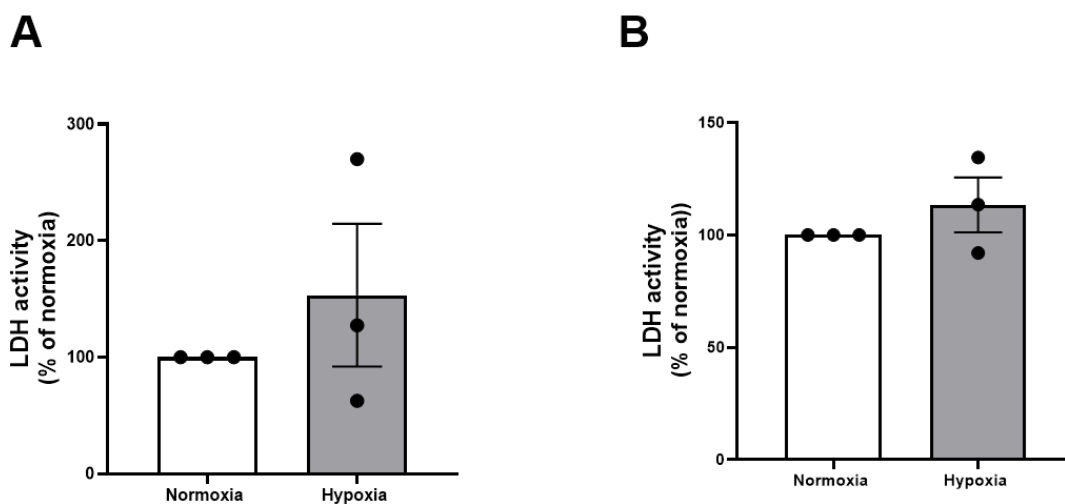 A
300
200
100
0
LDH activity
(% of normoxia)
Normoxia Hypoxia
B
150
100
50
0
LDH activity
(% of normoxia))
Normoxia Hypoxia